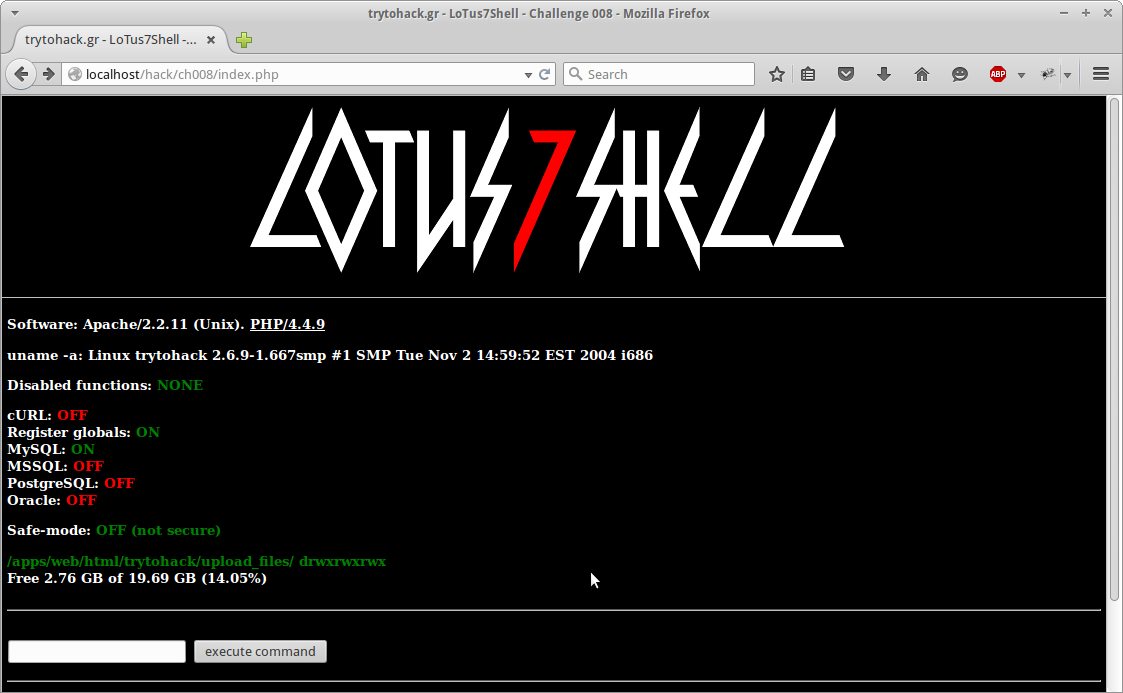 trytohack.gr - LoTus7Shell - Challenge 008 - Mozilla Firefox
trytohack.gr - LoTus7Shell -...
localhost/hack/ch008/index.php
Search
ABP
LOTUS7SHELL
Software: Apache/2.2.11 (Unix). PHP/4.4.9
uname -a: Linux trytohack 2.6.9-1.667smp #1 SMP Tue Nov 2 14:59:52 EST 2004 i686
Disabled functions: NONE
cURL: OFF
Register globals: ON
MySQL: ON
MSSQL: OFF
PostgreSQL: OFF
Oracle: OFF
Safe-mode: OFF (not secure)
/apps/web/html/trytohack/upload_files/ drwxrwxrwx
Free 2.76 GB of 19.69 GB (14.05%)
execute command